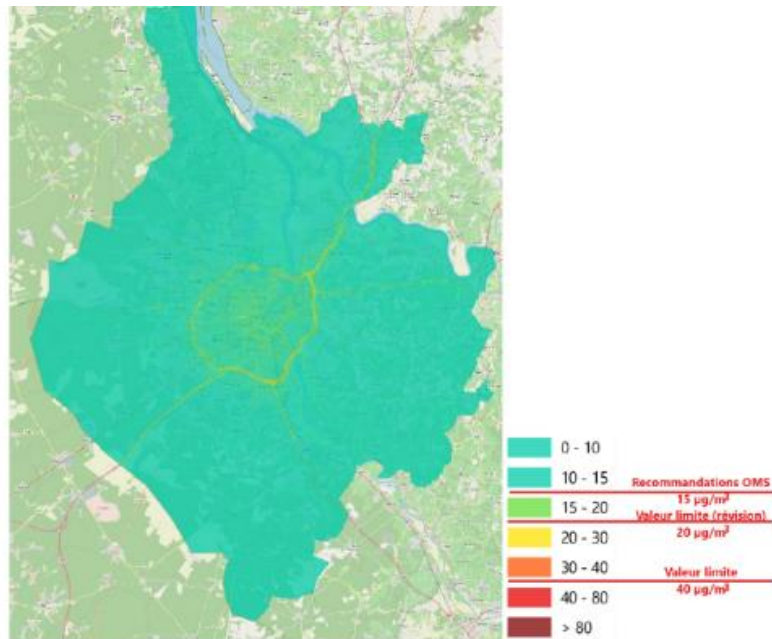 0 - 10
10 - 15
Recommandations OMS
15 µg/m³
15 - 20
Valeur limite (révision)
20 µg/m³
20 - 30
30 - 40
Valeur limite
40 µg/m³
40 - 80
> 80